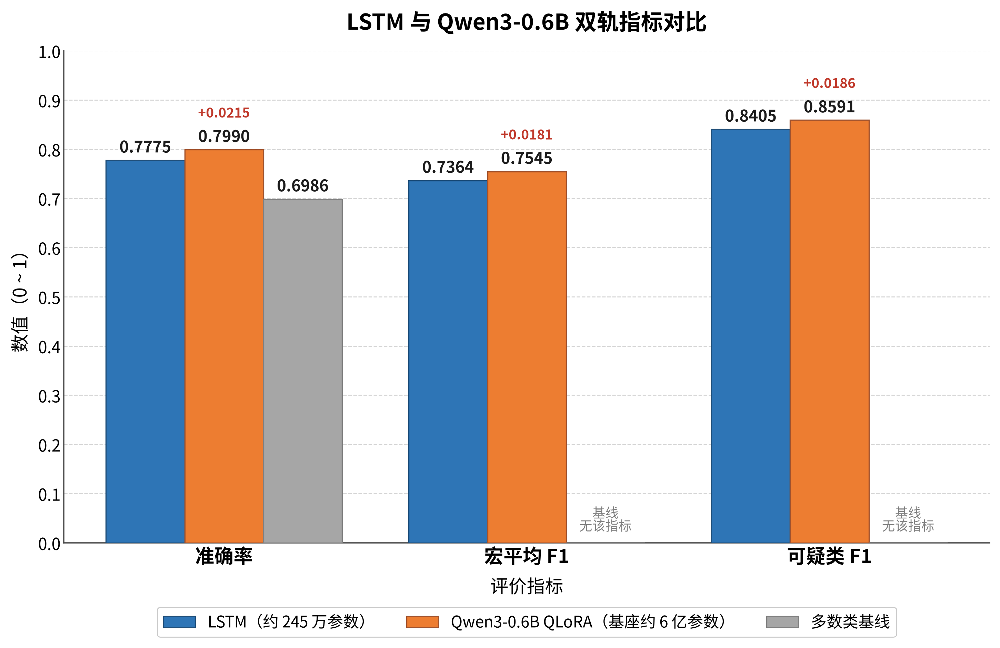 LSTM 与 Qwen3-0.6B 双轨指标对比
数值（0 ~ 1）
1.0
0.9
0.8
0.7
0.6
0.5
0.4
0.3
0.2
0.1
0.0
0.7775
+0.0215
0.7990
0.6986
0.7364
+0.0181
0.7545
基线
无该指标
0.8405
+0.0186
0.8591
基线
无该指标
准确率
宏平均 F1
可疑类 F1
评价指标
LSTM（约 245 万参数）
Qwen3-0.6B QLoRA（基座约 6 亿参数）
多数类基线